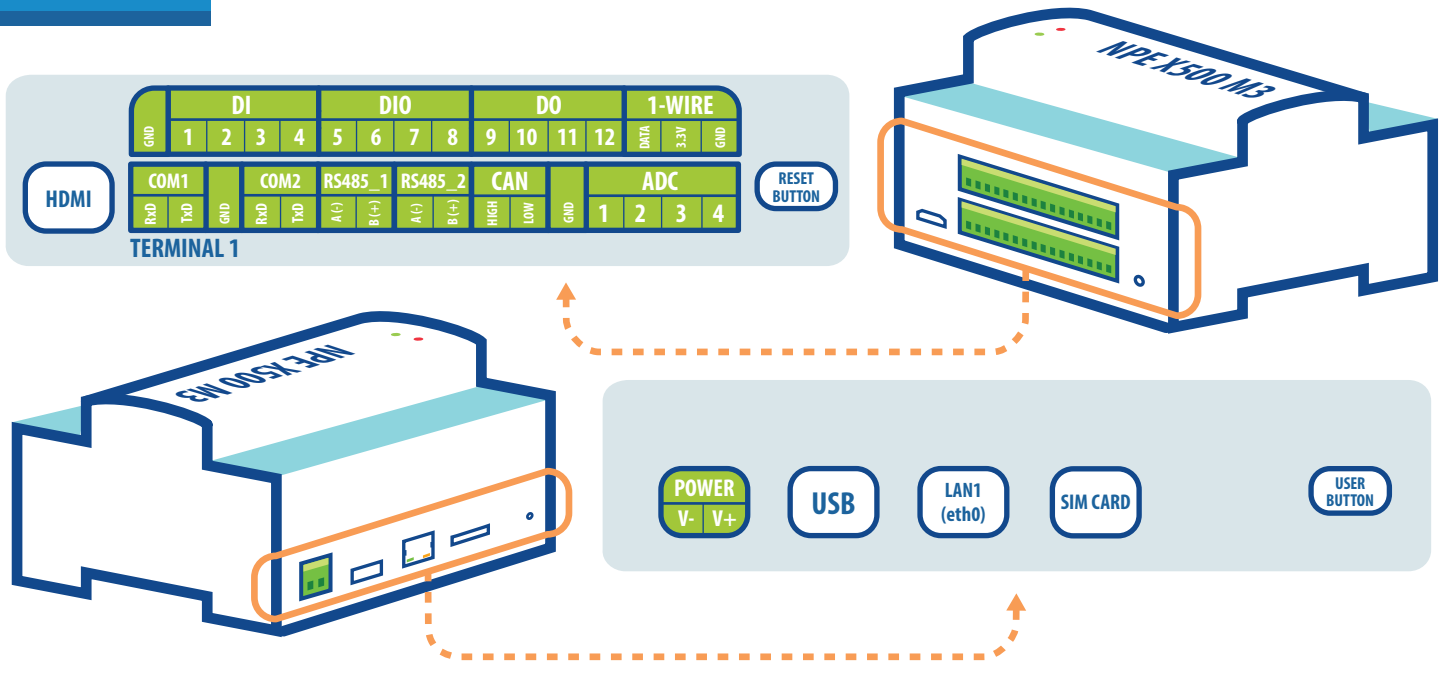 NPE X500 M3
DI DIO DO 1-WIRE
GND 1 2 3 4 5 6 7 8 9 10 11 12 DATA 3.3V GND
HDMI
COM1 COM2 RS485_1 RS485_2 CAN ADC
RxD TxD GND RxD TxD A (-) B (+) A (-) B (+) HIGH LOW GND 1 2 3 4
RESET
BUTTON
TERMINAL 1
NPE X500 M3
POWER
V- V+
USB
LAN1
(eth0)
SIM CARD
USER
BUTTON